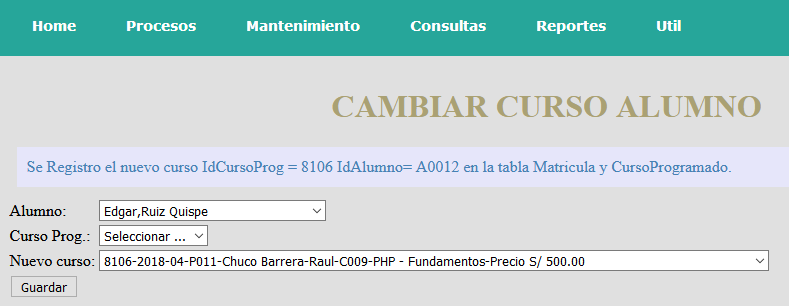 Home Procesos Mantenimiento Consultas Reportes Util
CAMBIAR CURSO ALUMNO
Se Registro el nuevo curso IdCursoProg = 8106 IdAlumno= A0012 en la tabla Matricula y CursoProgramado.
Alumno: Edgar,Ruiz Quispe
Curso Prog.: Seleccionar ...
Nuevo curso: 8106-2018-04-P011-Chuco Barrera-Raul-C009-PHP - Fundamentos-Precio S/ 500.00
Guardar